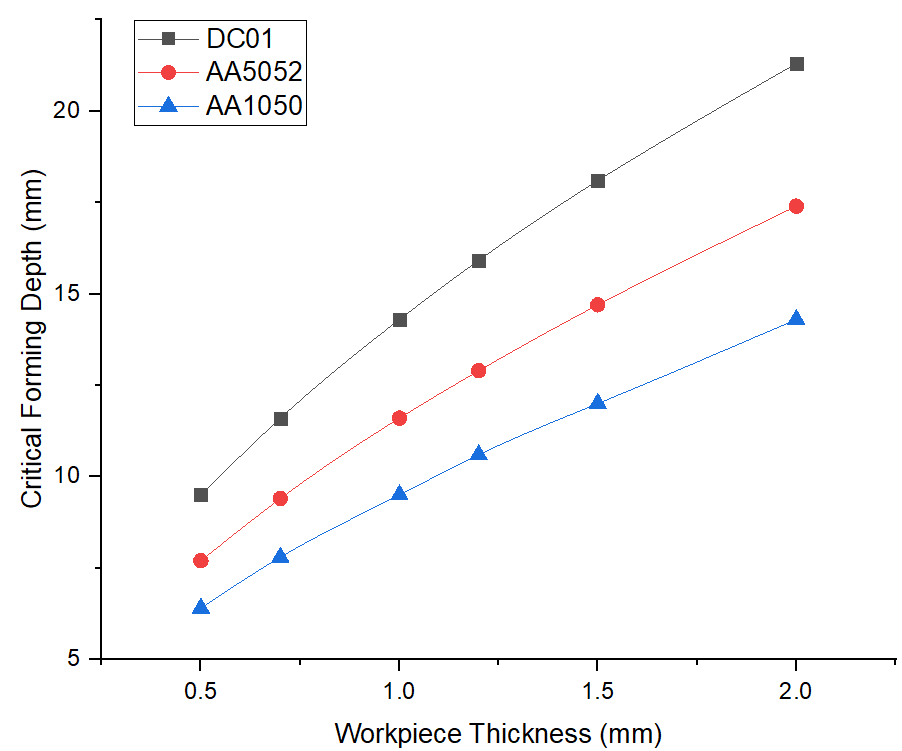 DC01
AA5052
AA1050
20
15
10
5
0.5 1.0 1.5 2.0
Critical Forming Depth (mm)
Workpiece Thickness (mm)